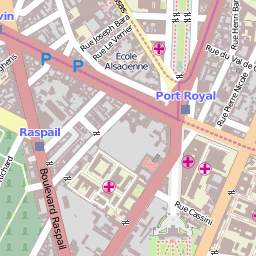 vin
Rue Joseph Bara
Rue Le Verrier
Rue Henri Bar
P
P
École
Alsacienne
Rue du Val de G
Port Royal
Rue Pierre Nicole
Raspail
Boulevard Raspail
Rue Cassini